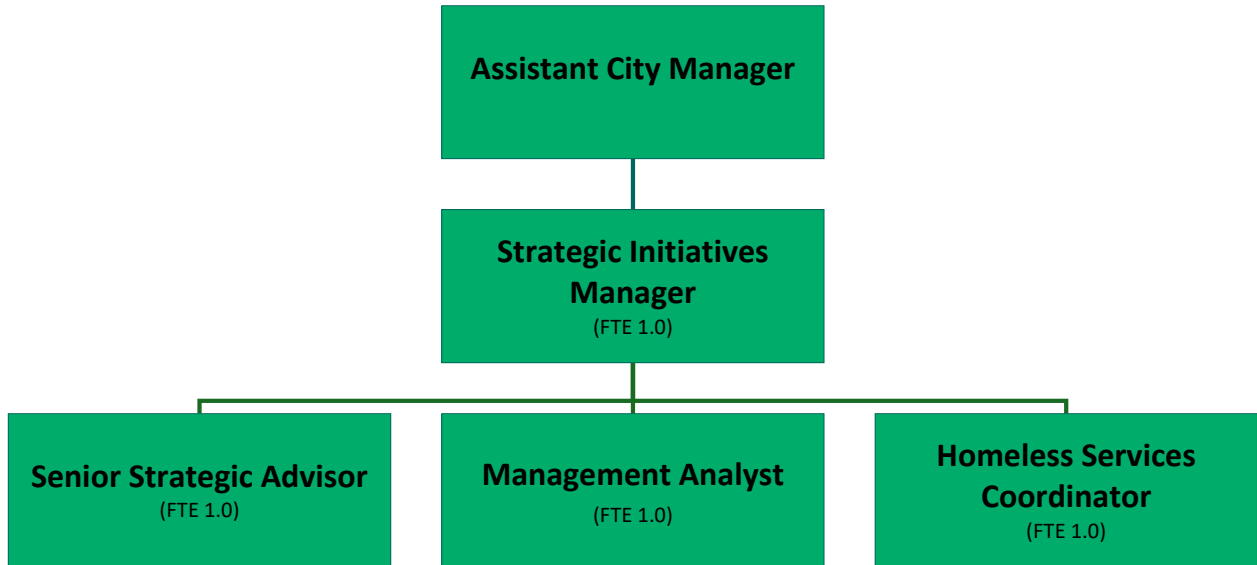 Assistant City Manager
Strategic Initiatives
Manager
(FTE 1.0)
Senior Strategic Advisor
(FTE 1.0)
Management Analyst
(FTE 1.0)
Homeless Services
Coordinator
(FTE 1.0)